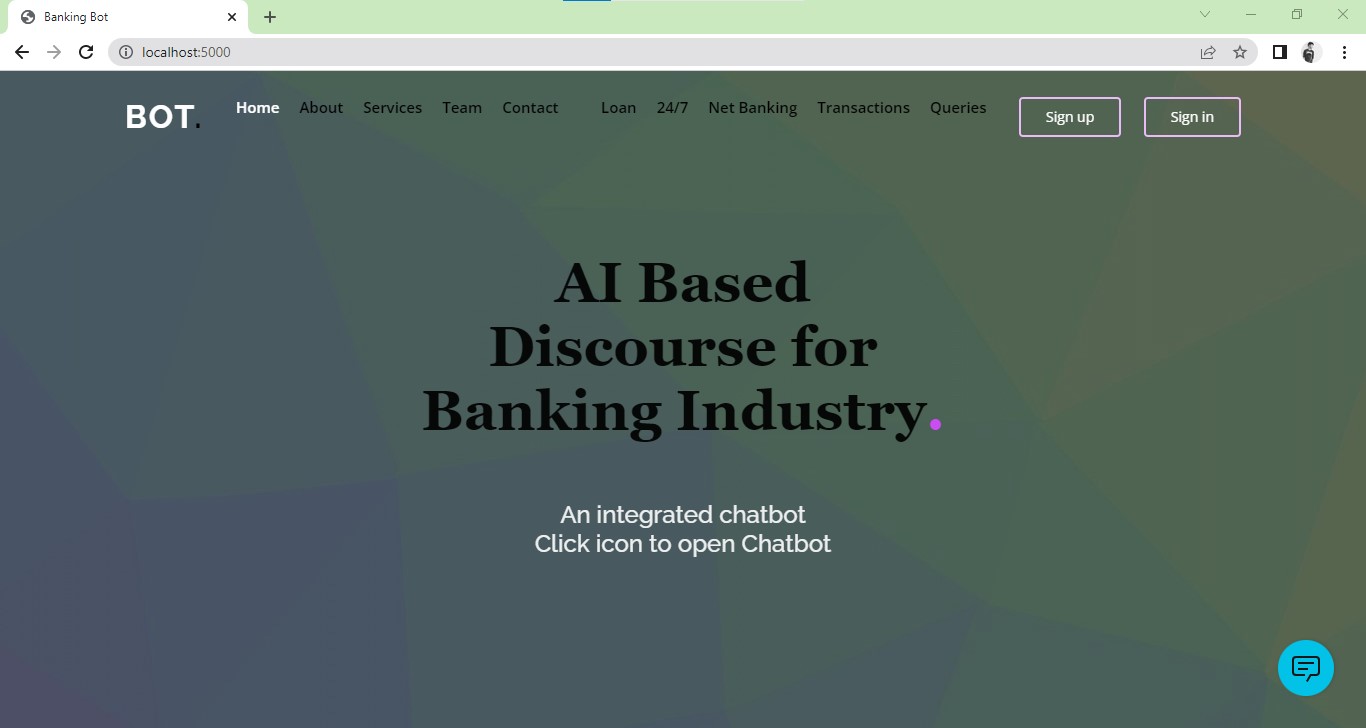 Banking Bot
localhost:5000
BOT.
Home About Services Team Contact Loan 24/7 Net Banking Transactions Queries
Sign up Sign in
AI Based
Discourse for
Banking Industry.
An integrated chatbot
Click icon to open Chatbot